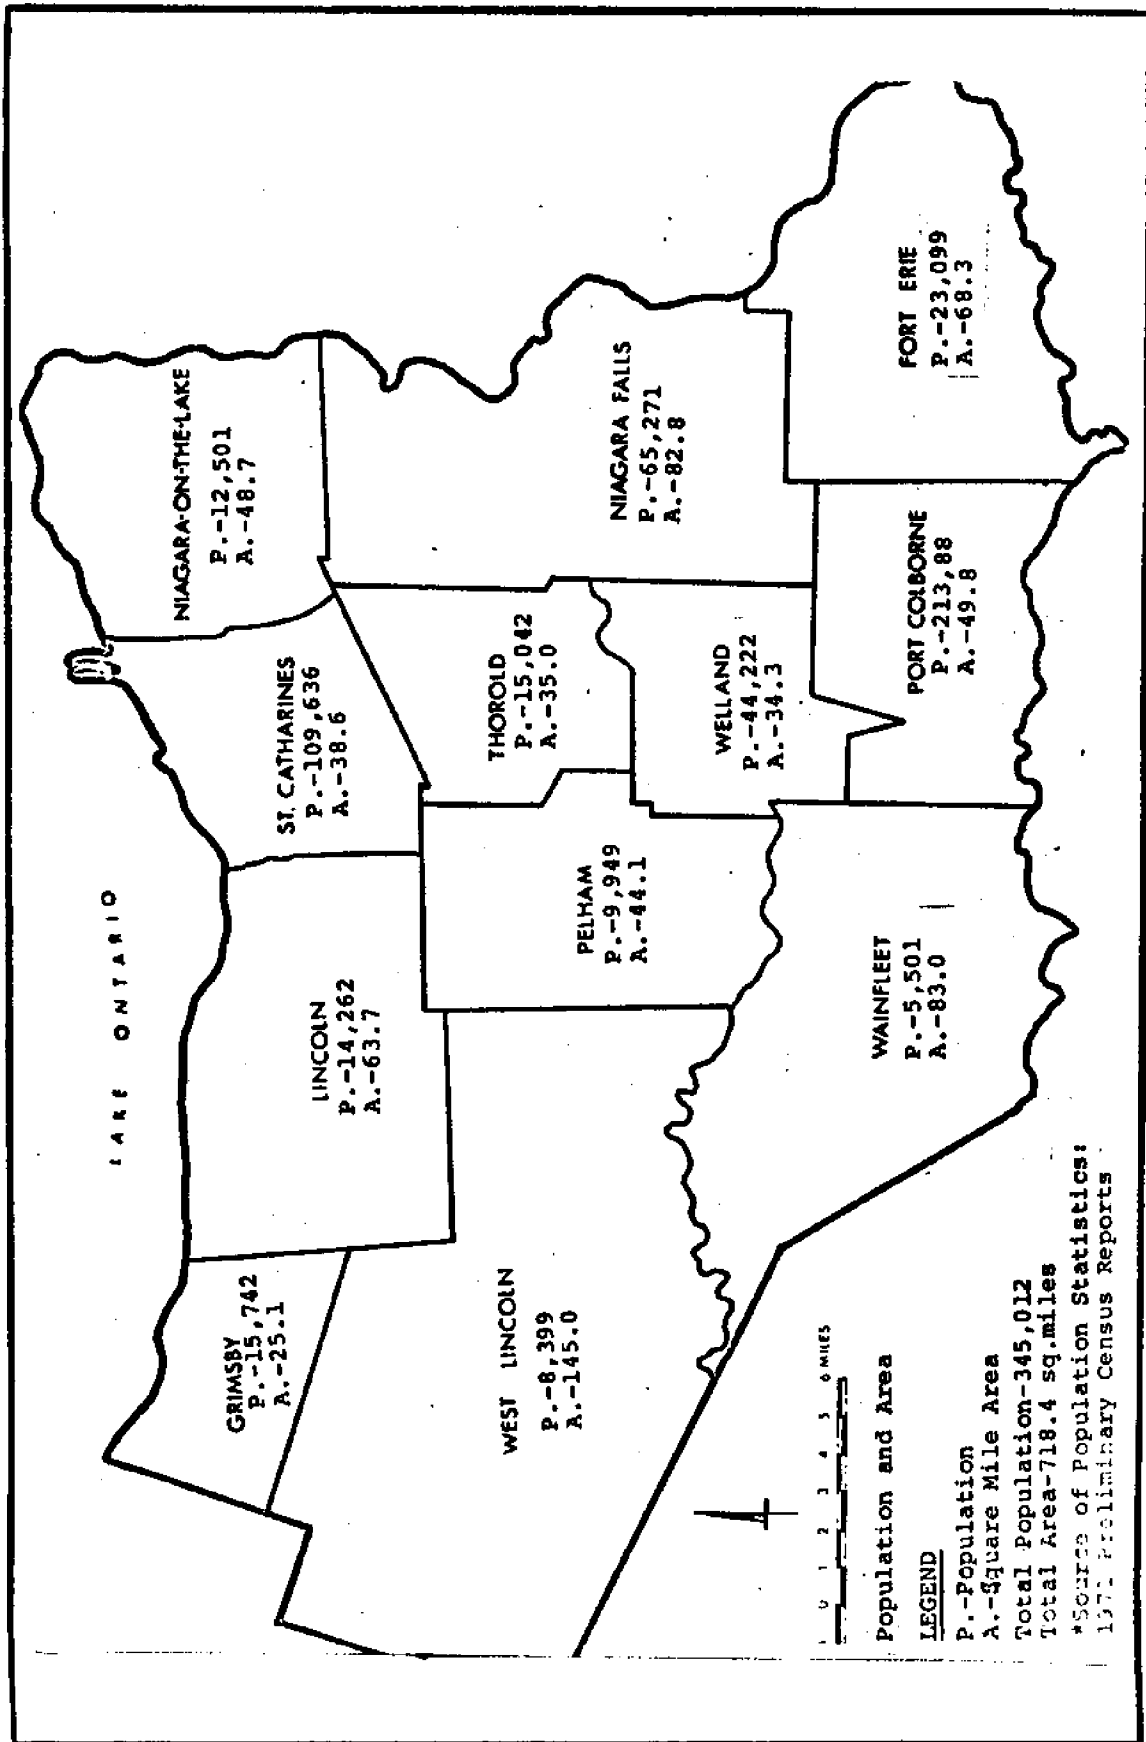 LAKE ONTARIO
GRIMSBY
P.-15,742
A.-25.1
LINCOLN
P.-14,262
A.-63.7
ST. CATHARINES
P.-109,636
A.-38.6
NIAGARA-ON-THE-LAKE
P.-12,501
A.-48.7
WEST LINCOLN
P.-8,399
A.-145.0
PELHAM
P.-9,949
A.-44.1
THOROLD
P.-15,042
A.-35.0
NIAGARA FALLS
P.-65,271
A.-82.8
WELLAND
P.-44,222
A.-34.3
WAINFLEET
P.-5,501
A.-83.0
PORT COLBORNE
P.-213,88
A.-49.8
FORT ERIE
P.-23,099
A.-68.3
0 1 2 3 4 5 6 MILES
Population and Area
LEGEND
P.-Population
A.-Square Mile Area
Total Population-345,012
Total Area-718.4 sq.miles
*Source of Population Statistics:
Preliminary Census Reports